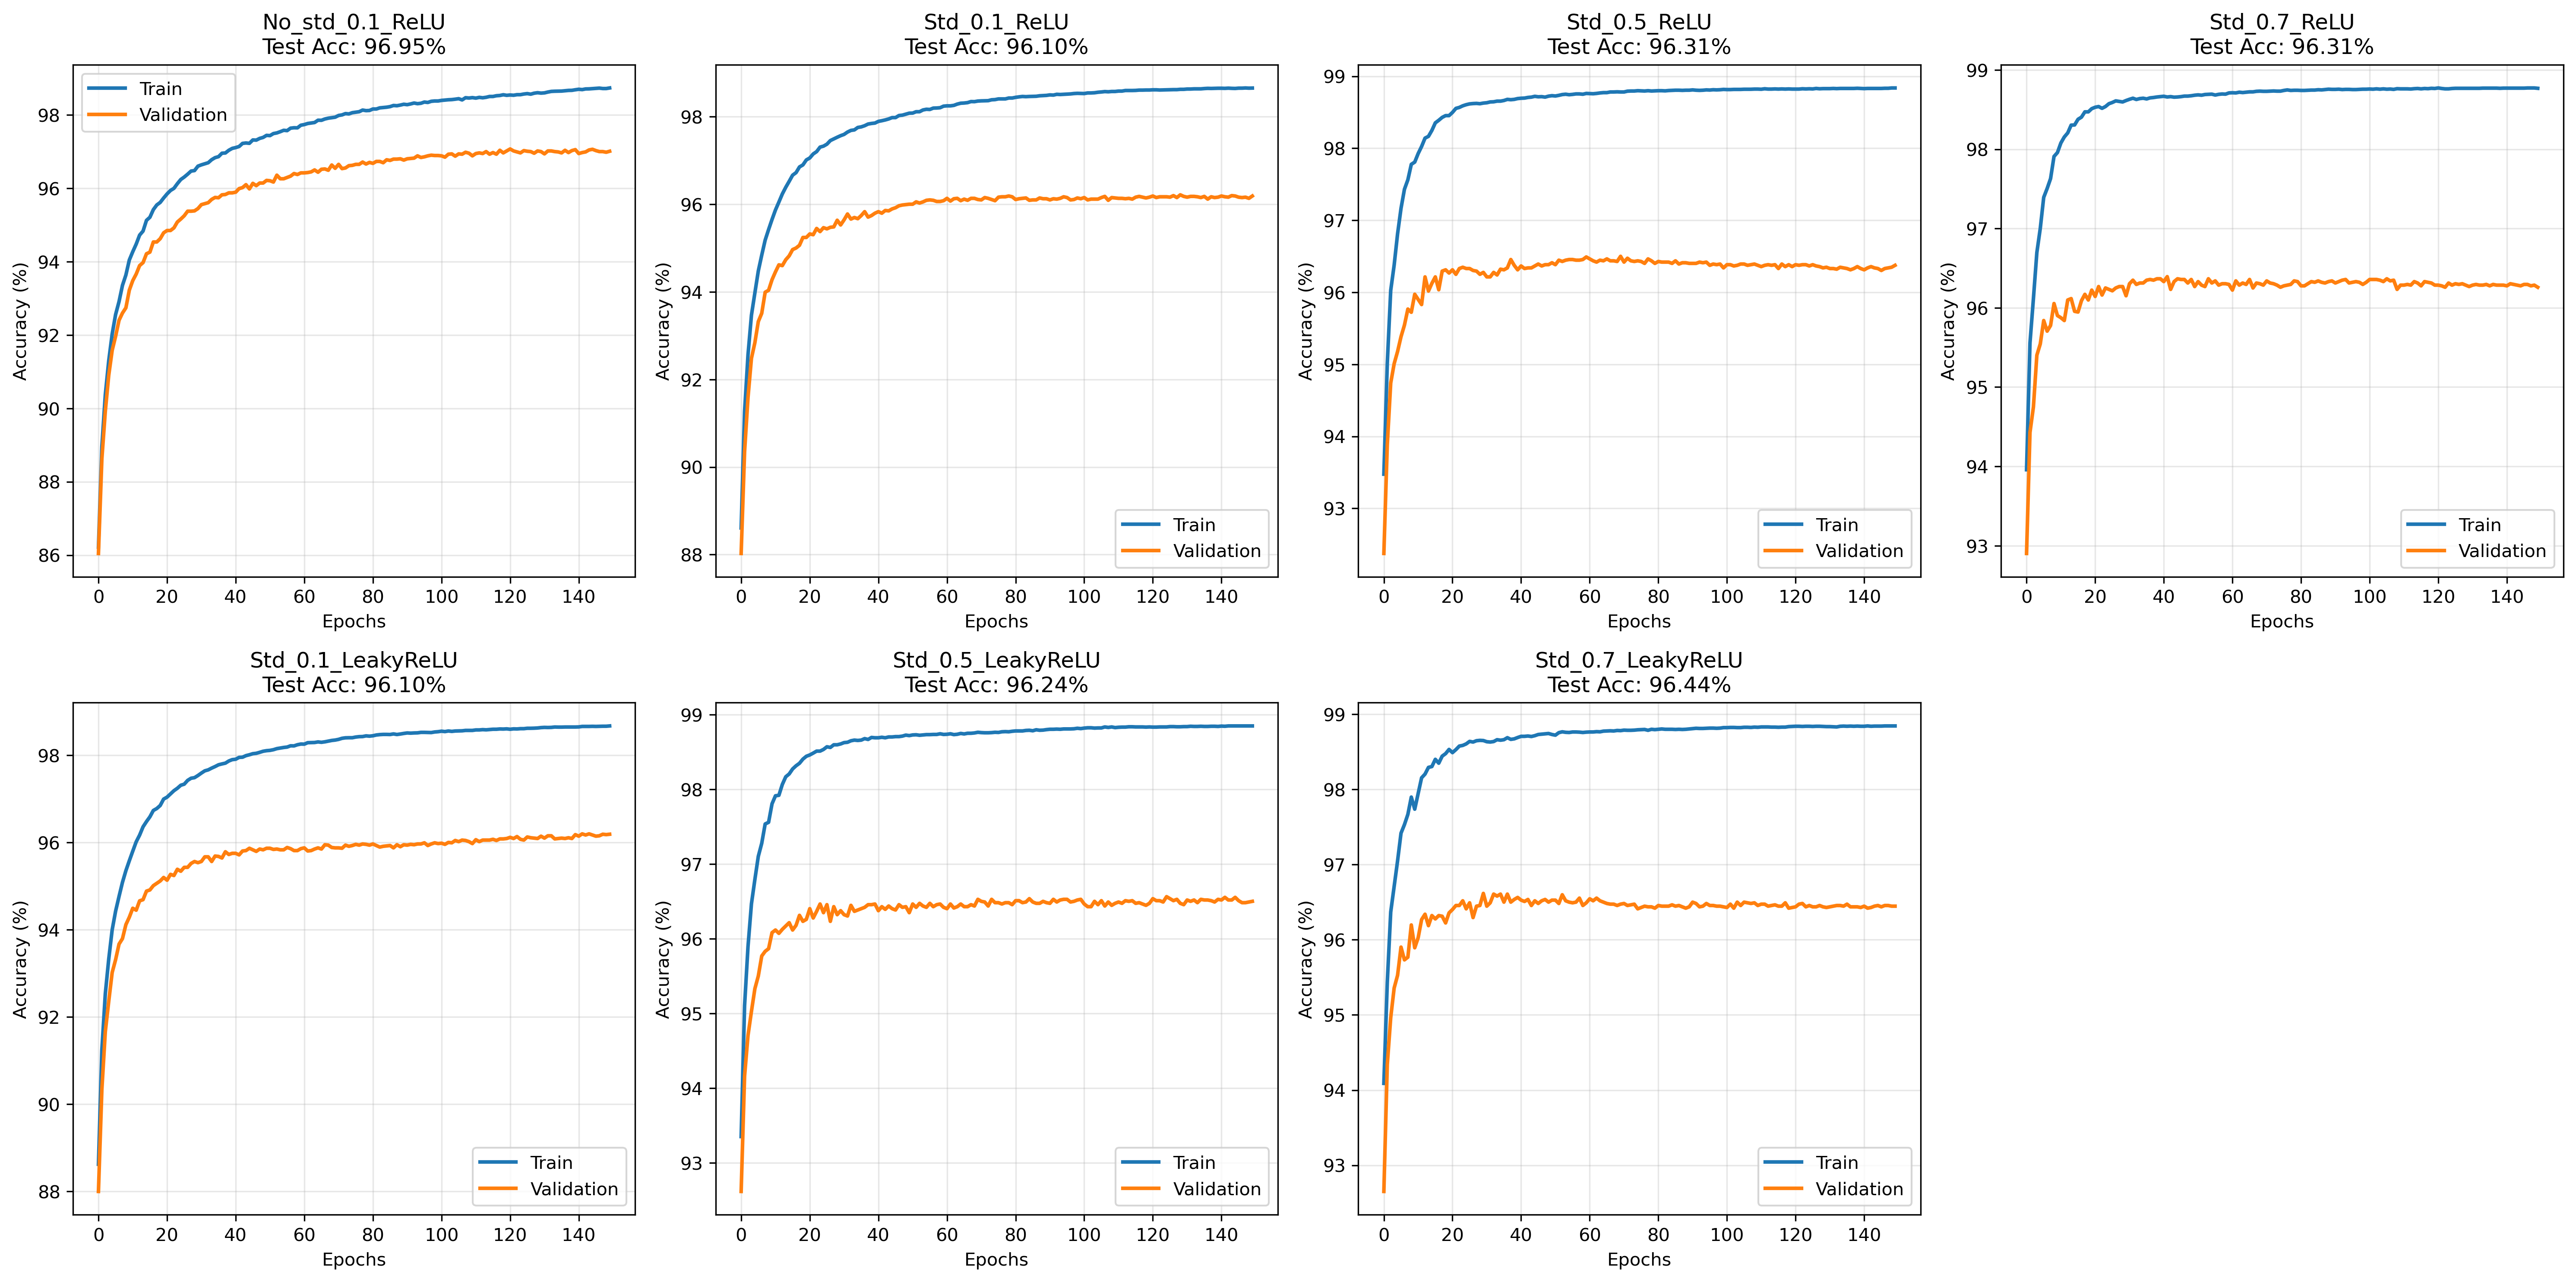 No_std_0.1_ReLU
Test Acc: 96.95%
Accuracy (%)
98
96
94
92
90
88
86
Train
Validation
0 20 40 60 80 100 120 140
Epochs
Std_0.1_ReLU
Test Acc: 96.10%
Accuracy (%)
98
96
94
92
90
88
Train
Validation
0 20 40 60 80 100 120 140
Epochs
Std_0.5_ReLU
Test Acc: 96.31%
Accuracy (%)
99
98
97
96
95
94
93
Train
Validation
0 20 40 60 80 100 120 140
Epochs
Std_0.7_ReLU
Test Acc: 96.31%
Accuracy (%)
99
98
97
96
95
94
93
Train
Validation
0 20 40 60 80 100 120 140
Epochs
Std_0.1_LeakyReLU
Test Acc: 96.10%
Accuracy (%)
98
96
94
92
90
88
Train
Validation
0 20 40 60 80 100 120 140
Epochs
Std_0.5_LeakyReLU
Test Acc: 96.24%
Accuracy (%)
99
98
97
96
95
94
93
Train
Validation
0 20 40 60 80 100 120 140
Epochs
Std_0.7_LeakyReLU
Test Acc: 96.44%
Accuracy (%)
99
98
97
96
95
94
93
Train
Validation
0 20 40 60 80 100 120 140
Epochs